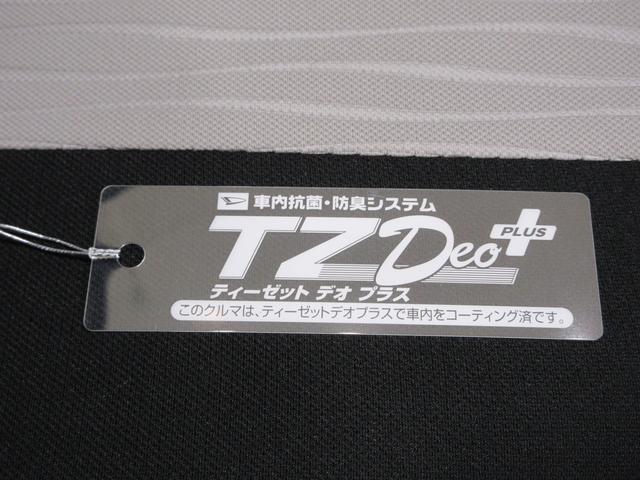 車内抗菌・防臭システム
TZ Deo PLUS
ティーゼット デオ プラス
このクルマは、ティーゼットデオプラスで車内をコーティング済です。